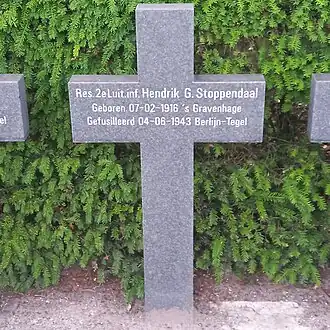 Res. 2e Luit. inf. Hendrik G. Stoppendaal
Geboren 07-02-1916 's Gravenhage
Gefusilleerd 04-06-1943 Berlijn-Tegel